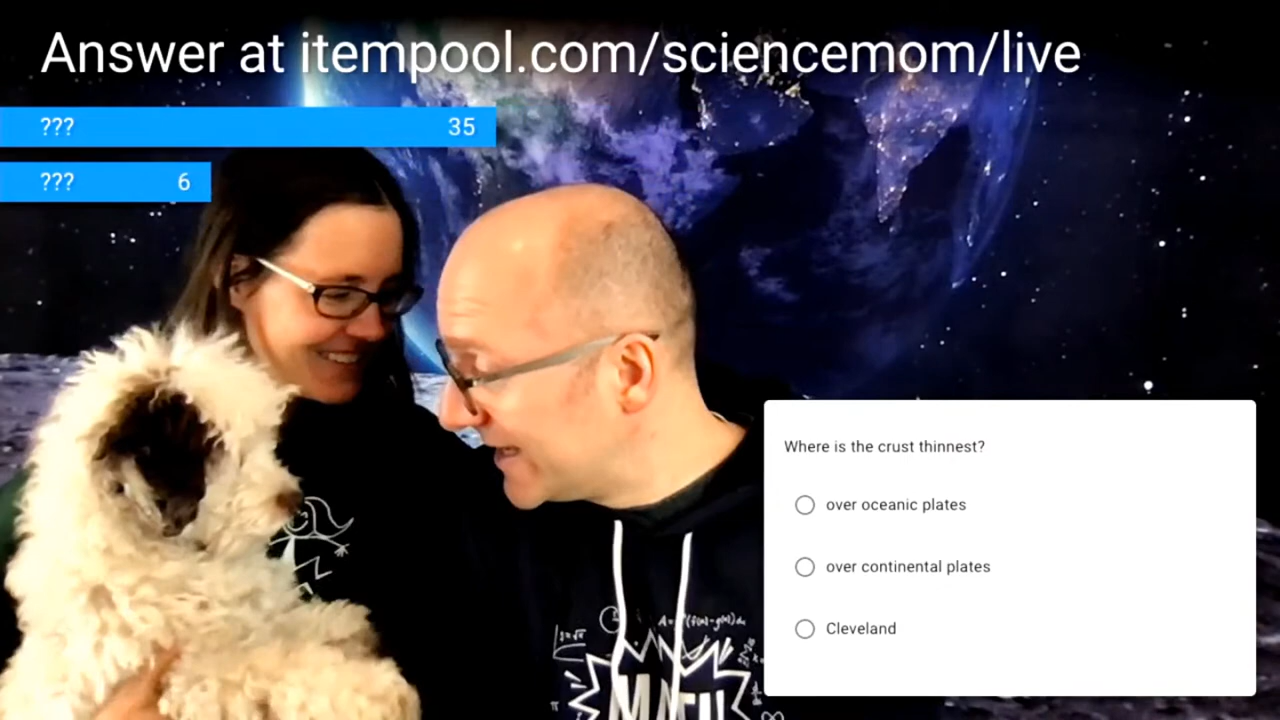 Answer at itempool.com/sciencemom/live
??? 35
??? 6
Where is the crust thinnest?
over oceanic plates
over continental plates
Cleveland
MATH